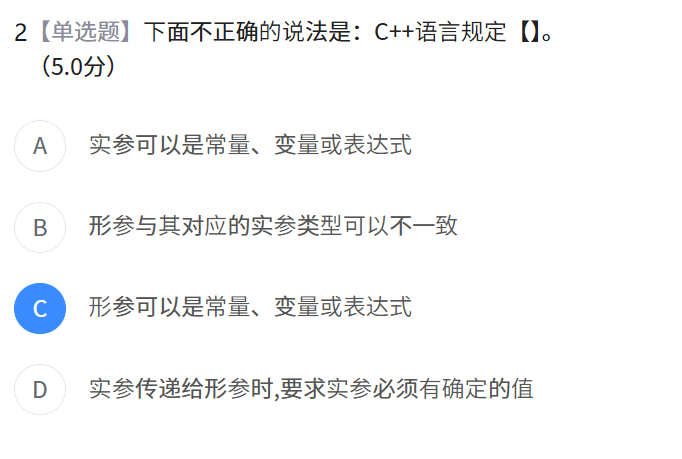 2【单选题】下面不正确的说法是：C++语言规定【】。
（5.0分）
A 实参可以是常量、变量或表达式
B 形参与其对应的实参类型可以不一致
C 形参可以是常量、变量或表达式
D 实参传递给形参时,要求实参必须有确定的值